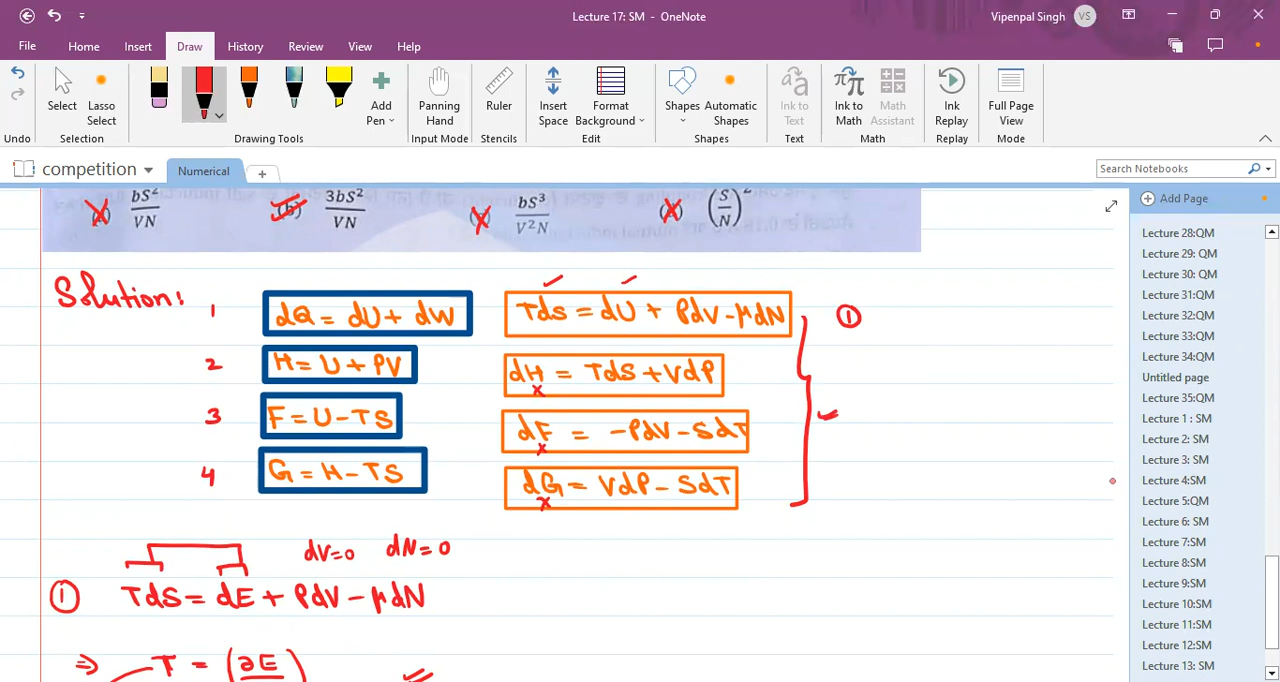 Lecture 17: SM - OneNote
Vipenpal Singh VS
File Home Insert Draw History Review View Help
Undo
Select Lasso Select
Add Pen
Panning Hand
Ruler
Insert Space
Format Background
Shapes Automatic Shapes
Ink to Text
Ink to Math
Math Assistant
Ink Replay
Full Page View
Undo Selection Drawing Tools Input Mode Stencils Edit Shapes Text Math Replay Mode
competition Numerical
Search Notebooks
Add Page
bS²/VN (b) 3bS²/VN bS³/V²N (S/N)²
Solution: 1 dQ = dU + dW TdS = dU + PdV - μdN ①
2 H = U + PV dH = TdS + VdP
3 F = U - TS dF = -PdV - SdT
4 G = H - TS dG = VdP - SdT
dV=0 dN=0
① TdS = dE + PdV - μdN
⇒ T = (∂E
Lecture 28:QM
Lecture 29: QM
Lecture 30: QM
Lecture 31:QM
Lecture 32:QM
Lecture 33:QM
Lecture 34:QM
Untitled page
Lecture 35:QM
Lecture 1 : SM
Lecture 2: SM
Lecture 3: SM
Lecture 4:SM
Lecture 5:QM
Lecture 6: SM
Lecture 7:SM
Lecture 8:SM
Lecture 9:SM
Lecture 10:SM
Lecture 11:SM
Lecture 12:SM
Lecture 13: SM